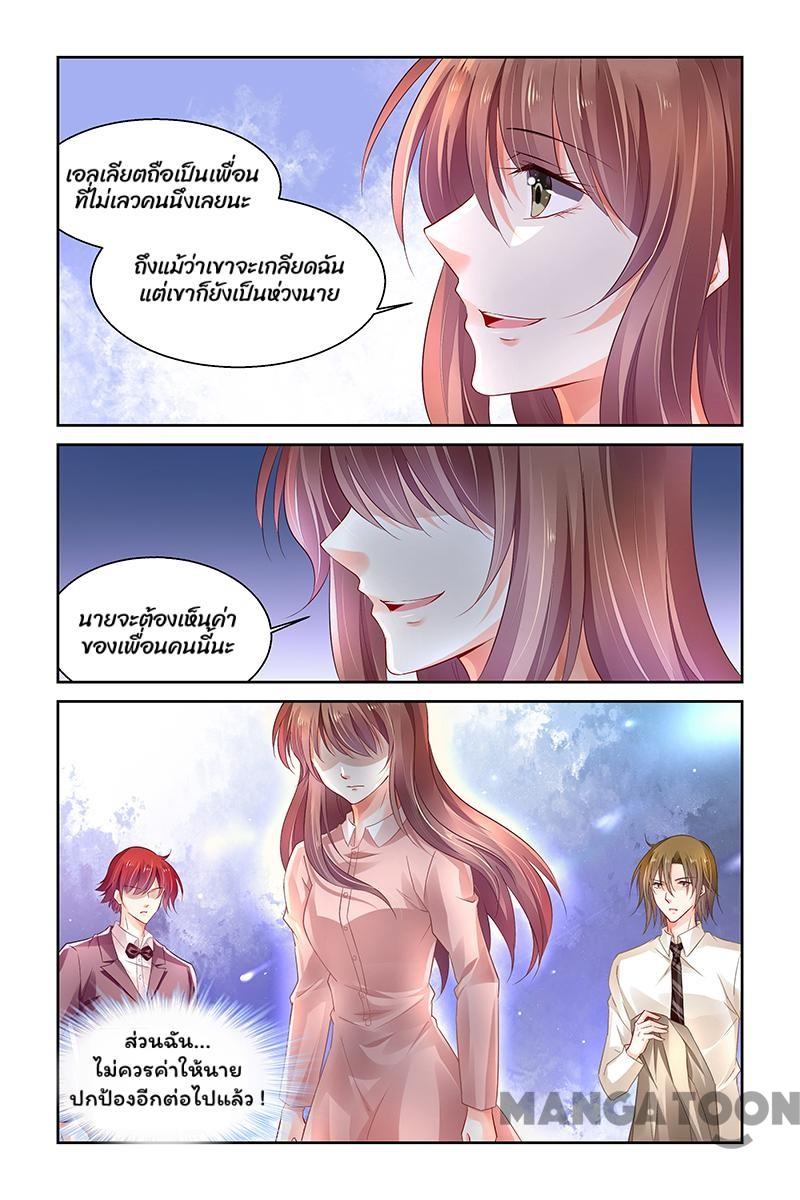 เอลเลียตถือเป็นเพื่อน
ที่ไม่เลวคนนึงเลยนะ
ถึงแม้ว่าเขาจะเกลียดฉัน
แต่เขาก็ยังเป็นห่วงนาย
นายจะต้องเห็นค่า
ของเพื่อนคนนี้นะ
ส่วนฉัน...
ไม่ควรค่าให้นาย
ปกป้องอีกต่อไปแล้ว !
MANGATOON